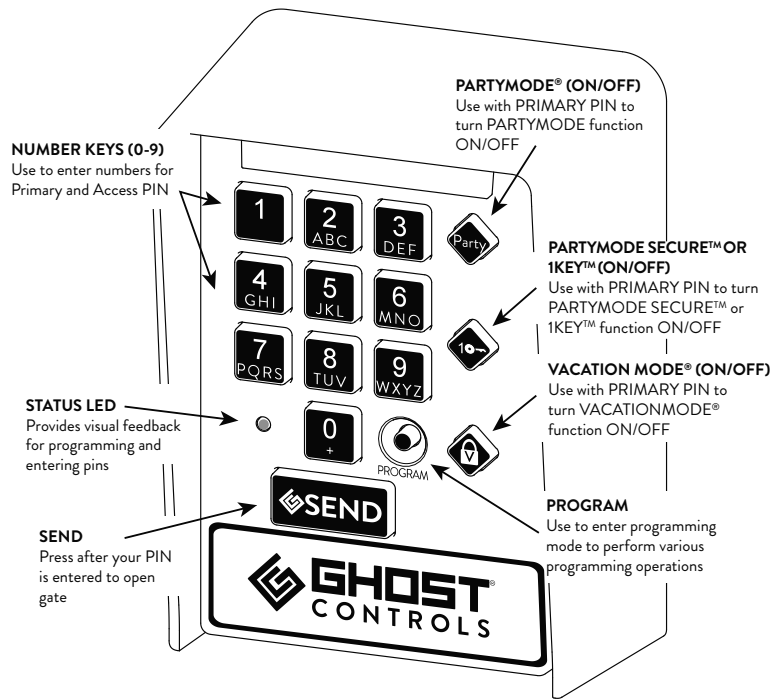 PARTYMODE® (ON/OFF)
Use with PRIMARY PIN to
turn PARTYMODE function
ON/OFF
NUMBER KEYS (0-9)
Use to enter numbers for
Primary and Access PIN
1
2
ABC
3
DEF
Party
4
GHI
5
JKL
6
MNO
PARTYMODE SECURE™ OR
1KEY™ (ON/OFF)
Use with PRIMARY PIN to turn
PARTYMODE SECURE™ or
1KEY™ function ON/OFF
1
7
PQRS
8
TUV
9
WXYZ
VACATION MODE® (ON/OFF)
Use with PRIMARY PIN to
turn VACATIONMODE®
function ON/OFF
STATUS LED
Provides visual feedback
for programming and
entering pins
0
+
PROGRAM
V
SEND
PROGRAM
Use to enter programming
mode to perform various
programming operations
SEND
Press after your PIN
is entered to open
gate
GHOST®
CONTROLS